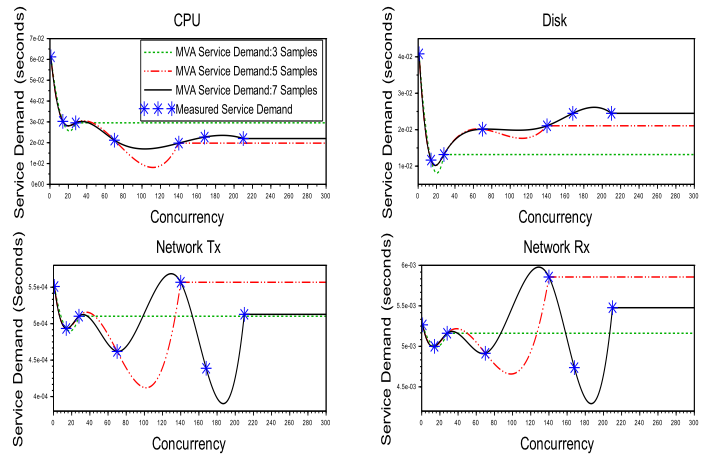 CPU
Service Demand (seconds)
7e-02
6e-02
5e-02
4e-02
3e-02
2e-02
1e-02
0e00
MVA Service Demand:3 Samples
MVA Service Demand:5 Samples
MVA Service Demand:7 Samples
Measured Service Demand
0 20 40 60 80 100 120 140 160 180 200 220 240 260 280 300
Concurrency
Disk
Service Demand (seconds)
4e-02
3e-02
2e-02
1e-02
0 20 40 60 80 100 120 140 160 180 200 220 240 260 280 300
Concurrency
Network Tx
Service Demand (Seconds)
5.5e-04
5e-04
4.5e-04
4e-04
0 20 40 60 80 100 120 140 160 180 200 220 240 260 280 300
Concurrency
Network Rx
Service Demand (seconds)
6e-03
5.5e-03
5e-03
4.5e-03
0 20 40 60 80 100 120 140 160 180 200 220 240 260 280 300
Concurrency